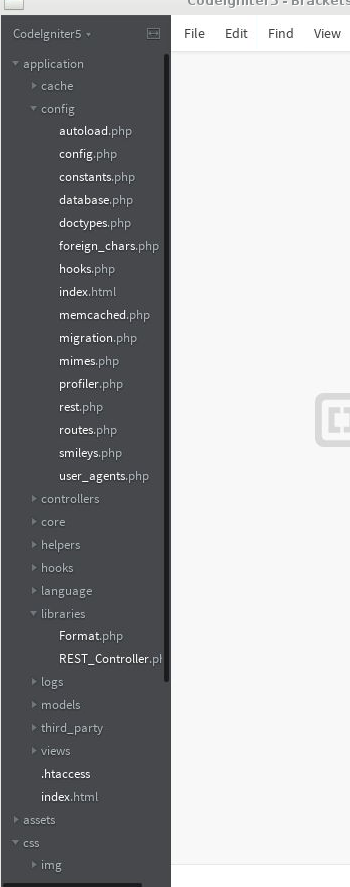 CodeIgniter5 - Brackets
CodeIgniter5
File Edit Find View
application
cache
config
autoload.php
config.php
constants.php
database.php
doctypes.php
foreign_chars.php
hooks.php
index.html
memcached.php
migration.php
mimes.php
profiler.php
rest.php
routes.php
smileys.php
user_agents.php
controllers
core
helpers
hooks
language
libraries
Format.php
REST_Controller.ph
logs
models
third_party
views
.htaccess
index.html
assets
css
img